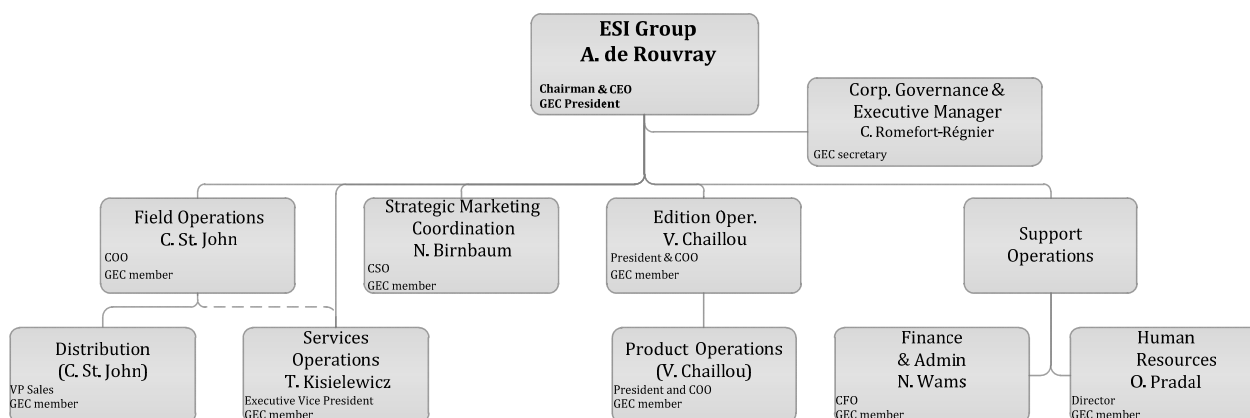 ESI Group
A. de Rouvray
Chairman & CEO
GEC President
Corp. Governance &
Executive Manager
C. Romefort-Régnier
GEC secretary
Field Operations
C. St. John
COO
GEC member
Strategic Marketing
Coordination
N. Birnbaum
CSO
GEC member
Edition Oper.
V. Chaillou
President & COO
GEC member
Support
Operations
Distribution
(C. St. John)
VP Sales
GEC member
Services
Operations
T. Kisielewicz
Executive Vice President
GEC member
Product Operations
(V. Chaillou)
President and COO
GEC member
Finance
& Admin
N. Wams
CFO
GEC member
Human
Resources
O. Pradal
Director
GEC member